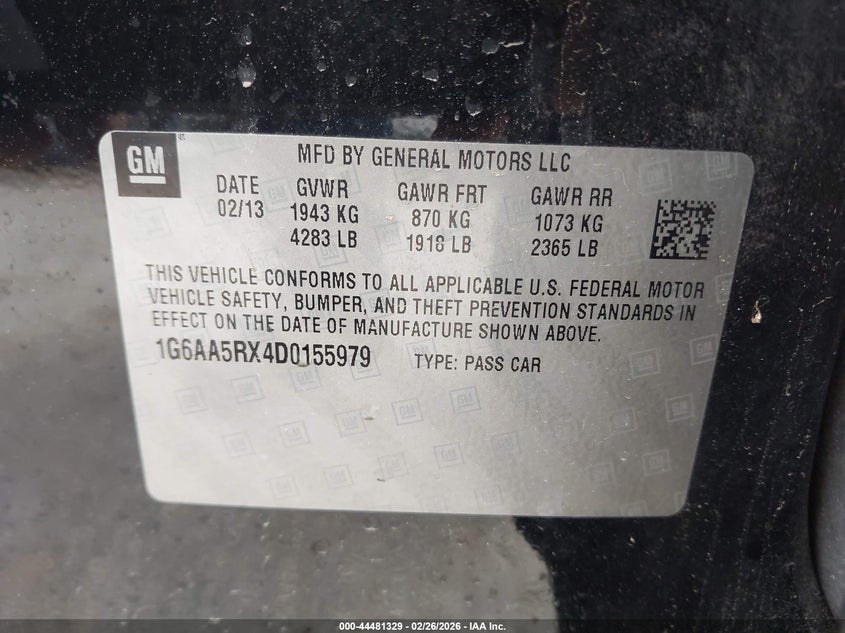 GM
MFD BY GENERAL MOTORS LLC
DATE GVWR GAWR FRT GAWR RR
02/13 1943 KG 870 KG 1073 KG
4283 LB 1918 LB 2365 LB
THIS VEHICLE CONFORMS TO ALL APPLICABLE U.S. FEDERAL MOTOR
VEHICLE SAFETY, BUMPER, AND THEFT PREVENTION STANDARDS IN
EFFECT ON THE DATE OF MANUFACTURE SHOWN ABOVE.
1G6AA5RX4D0155979 TYPE: PASS CAR
000-44481329 - 02/26/2026 - IAA Inc.